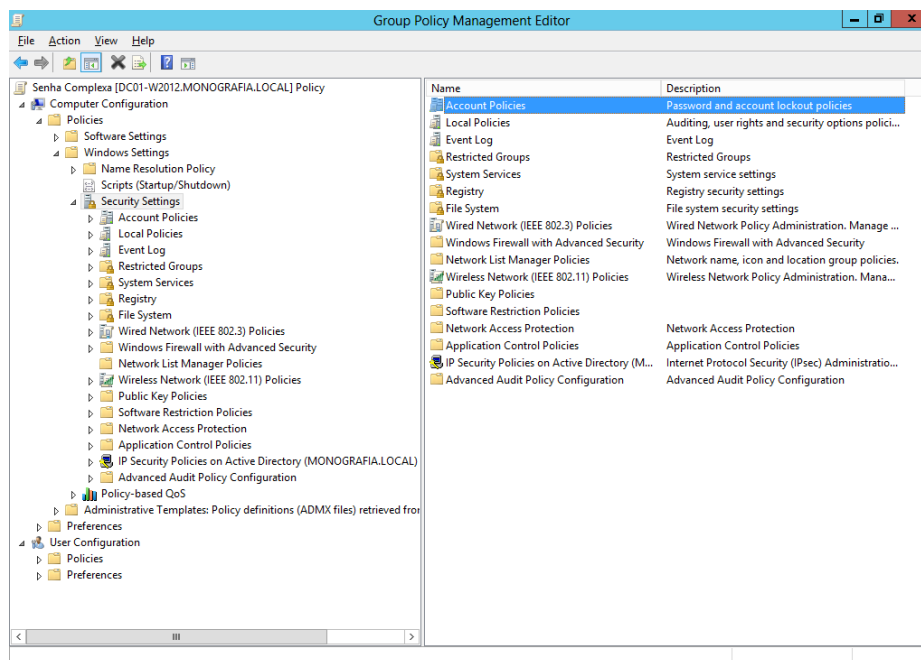 Group Policy Management Editor
File Action View Help
Senha Complexa [DC01-W2012.MONOGRAFIA.LOCAL] Policy
Computer Configuration
Policies
Software Settings
Windows Settings
Name Resolution Policy
Scripts (Startup/Shutdown)
Security Settings
Account Policies
Local Policies
Event Log
Restricted Groups
System Services
Registry
File System
Wired Network (IEEE 802.3) Policies
Windows Firewall with Advanced Security
Network List Manager Policies
Wireless Network (IEEE 802.11) Policies
Public Key Policies
Software Restriction Policies
Network Access Protection
Application Control Policies
IP Security Policies on Active Directory (MONOGRAFIA.LOCAL)
Advanced Audit Policy Configuration
Policy-based QoS
Administrative Templates: Policy definitions (ADMX files) retrieved fror
Preferences
User Configuration
Policies
Preferences
Name Description
Account Policies Password and account lockout policies
Local Policies Auditing, user rights and security options polici...
Event Log Event Log
Restricted Groups Restricted Groups
System Services System service settings
Registry Registry security settings
File System File system security settings
Wired Network (IEEE 802.3) Policies Wired Network Policy Administration. Manage ...
Windows Firewall with Advanced Security Windows Firewall with Advanced Security
Network List Manager Policies Network name, icon and location group policies.
Wireless Network (IEEE 802.11) Policies Wireless Network Policy Administration. Mana...
Public Key Policies
Software Restriction Policies
Network Access Protection Network Access Protection
Application Control Policies Application Control Policies
IP Security Policies on Active Directory (M... Internet Protocol Security (IPsec) Administratio...
Advanced Audit Policy Configuration Advanced Audit Policy Configuration